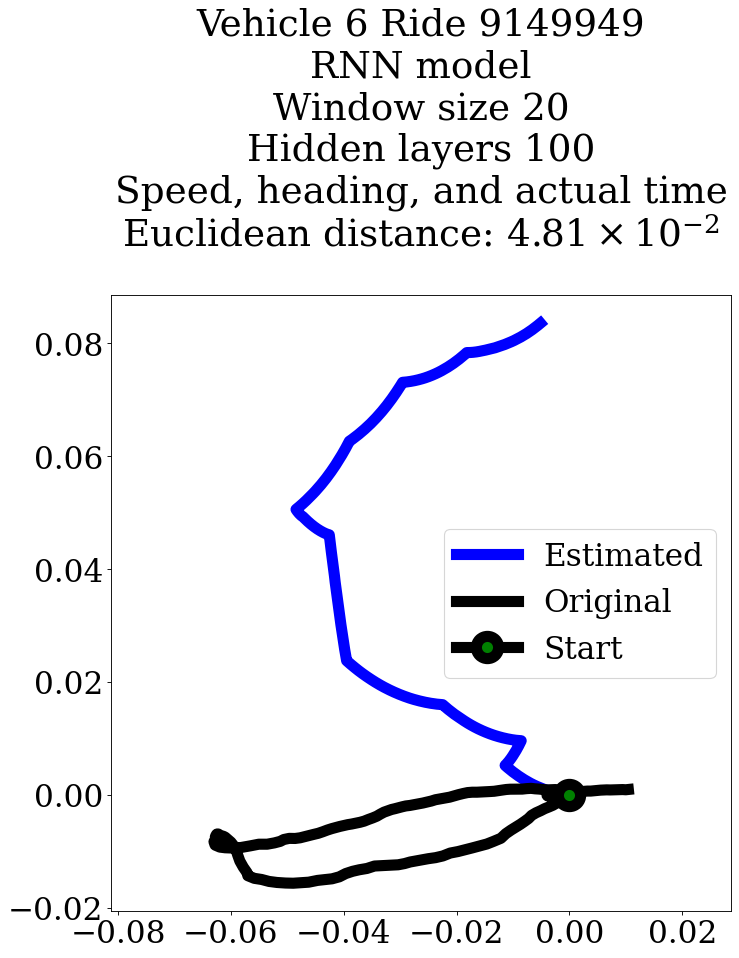 Vehicle 6 Ride 9149949
RNN model
Window size 20
Hidden layers 100
Speed, heading, and actual time
Euclidean distance: 4.81 × 10⁻²
0.08
0.06
0.04
0.02
0.00
−0.02
Estimated
Original
Start
−0.08 −0.06 −0.04 −0.02 0.00 0.02